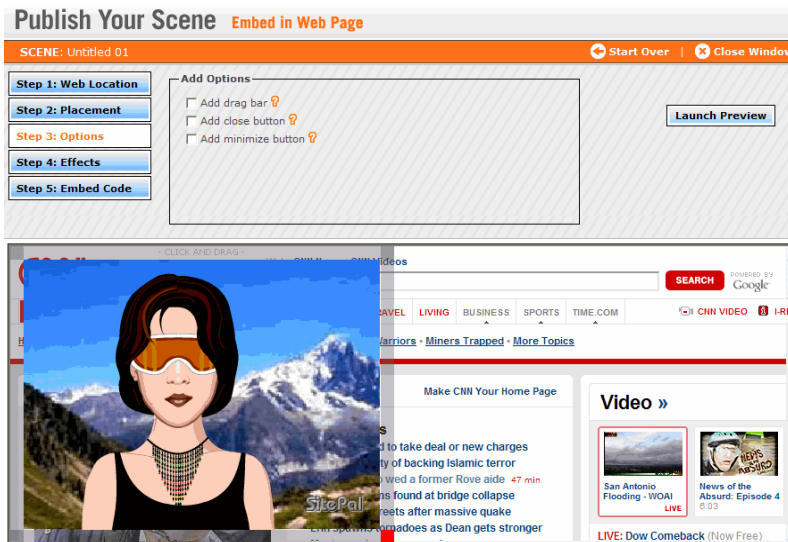 Publish Your Scene Embed in Web Page
SCENE: Untitled 01
Start Over | Close Window
Step 1: Web Location
Step 2: Placement
Step 3: Options
Step 4: Effects
Step 5: Embed Code
Add Options
Add drag bar ?
Add close button ?
Add minimize button ?
Launch Preview
- CLICK AND DRAG -
CNN Videos
SEARCH
POWERED BY
Google
LIVING BUSINESS SPORTS TIME.COM
CNN VIDEO
Warriors • Miners Trapped • More Topics
Make CNN Your Home Page
to take deal or new charges
of backing Islamic terror
wed a former Rove aide 47 min
found at bridge collapse
after massive quake
tornadoes as Dean gets stronger
SitePal
Video »
San Antonio
Flooding - WOAI
LIVE
News of the
Absurd: Episode 4
6:03
LIVE: Dow Comeback (Now Free)